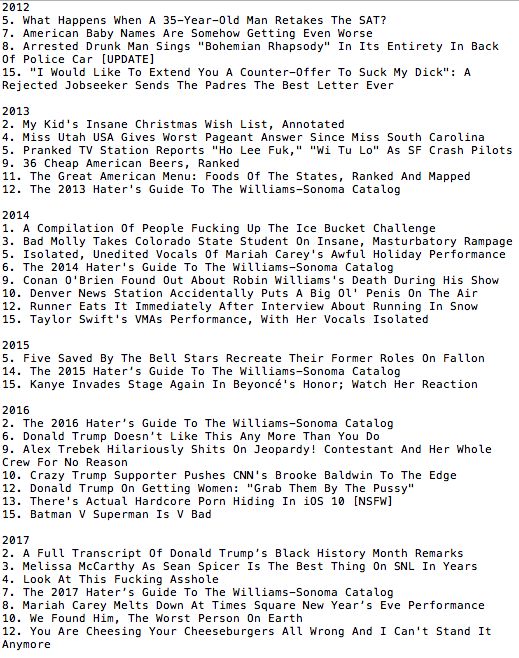 2012
5. What Happens When A 35-Year-Old Man Retakes The SAT?
7. American Baby Names Are Somehow Getting Even Worse
8. Arrested Drunk Man Sings "Bohemian Rhapsody" In Its Entirety In Back
Of Police Car [UPDATE]
15. "I Would Like To Extend You A Counter-Offer To Suck My Dick": A
Rejected Jobseeker Sends The Padres The Best Letter Ever

2013
2. My Kid's Insane Christmas Wish List, Annotated
4. Miss Utah USA Gives Worst Pageant Answer Since Miss South Carolina
5. Pranked TV Station Reports "Ho Lee Fuk," "Wi Tu Lo" As SF Crash Pilots
9. 36 Cheap American Beers, Ranked
11. The Great American Menu: Foods Of The States, Ranked And Mapped
12. The 2013 Hater's Guide To The Williams-Sonoma Catalog

2014
1. A Compilation Of People Fucking Up The Ice Bucket Challenge
3. Bad Molly Takes Colorado State Student On Insane, Masturbatory Rampage
5. Isolated, Unedited Vocals Of Mariah Carey's Awful Holiday Performance
6. The 2014 Hater's Guide To The Williams-Sonoma Catalog
9. Conan O'Brien Found Out About Robin Williams's Death During His Show
10. Denver News Station Accidentally Puts A Big Ol' Penis On The Air
12. Runner Eats It Immediately After Interview About Running In Snow
15. Taylor Swift's VMAs Performance, With Her Vocals Isolated

2015
5. Five Saved By The Bell Stars Recreate Their Former Roles On Fallon
14. The 2015 Hater’s Guide To The Williams-Sonoma Catalog
15. Kanye Invades Stage Again In Beyoncé's Honor; Watch Her Reaction

2016
2. The 2016 Hater’s Guide To The Williams-Sonoma Catalog
6. Donald Trump Doesn’t Like This Any More Than You Do
9. Alex Trebek Hilariously Shits On Jeopardy! Contestant And Her Whole
Crew For No Reason
10. Crazy Trump Supporter Pushes CNN's Brooke Baldwin To The Edge
12. Donald Trump On Getting Women: "Grab Them By The Pussy"
13. There's Actual Hardcore Porn Hiding In iOS 10 [NSFW]
15. Batman V Superman Is V Bad

2017
2. A Full Transcript Of Donald Trump’s Black History Month Remarks
3. Melissa McCarthy As Sean Spicer Is The Best Thing On SNL In Years
4. Look At This Fucking Asshole
7. The 2017 Hater’s Guide To The Williams-Sonoma Catalog
8. Mariah Carey Melts Down At Times Square New Year’s Eve Performance
10. We Found Him, The Worst Person On Earth
12. You Are Cheesing Your Cheeseburgers All Wrong And I Can't Stand It
Anymore